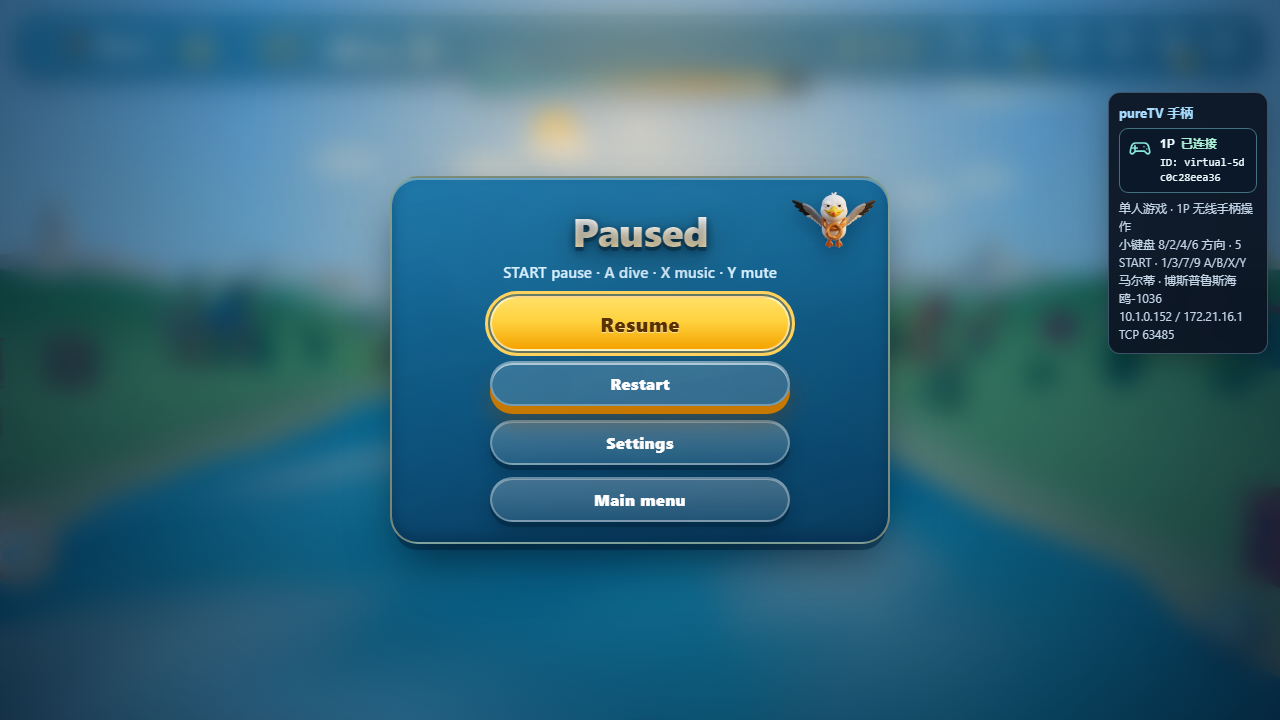 Paused
START pause · A dive · X music · Y mute
Resume
Restart
Settings
Main menu
pureTV 手柄
1P 已连接
ID: virtual-5d
c0c28eea36
单人游戏 · 1P 无线手柄操
作
小键盘 8/2/4/6 方向 · 5
START · 1/3/7/9 A/B/X/Y
马尔蒂 · 博斯普鲁斯海
鸥-1036
10.1.0.152 / 172.21.16.1
TCP 63485